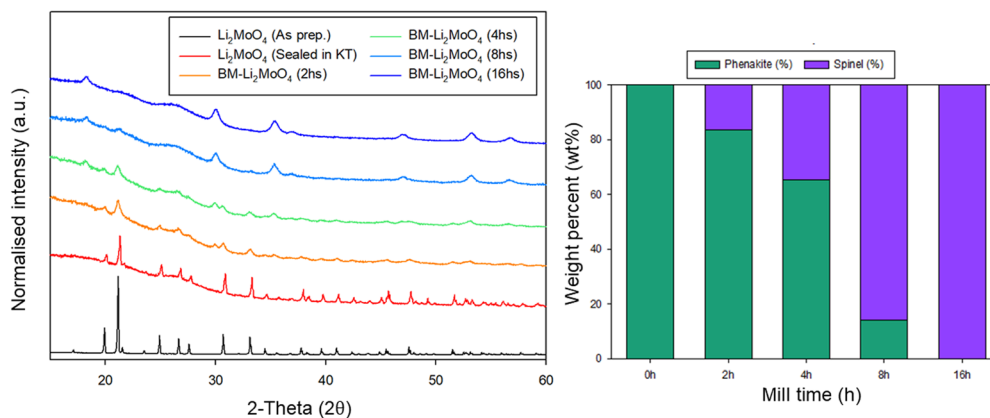 Li₂MoO₄ (As prep.)
Li₂MoO₄ (Sealed in KT)
BM-Li₂MoO₄ (2hs)
BM-Li₂MoO₄ (4hs)
BM-Li₂MoO₄ (8hs)
BM-Li₂MoO₄ (16hs)
Normalised intensity (a.u.)
20 30 40 50 60
2-Theta (2θ)
Phenakite (%) Spinel (%)
Weight percent (wt%)
100
80
60
40
20
0
0h 2h 4h 8h 16h
Mill time (h)